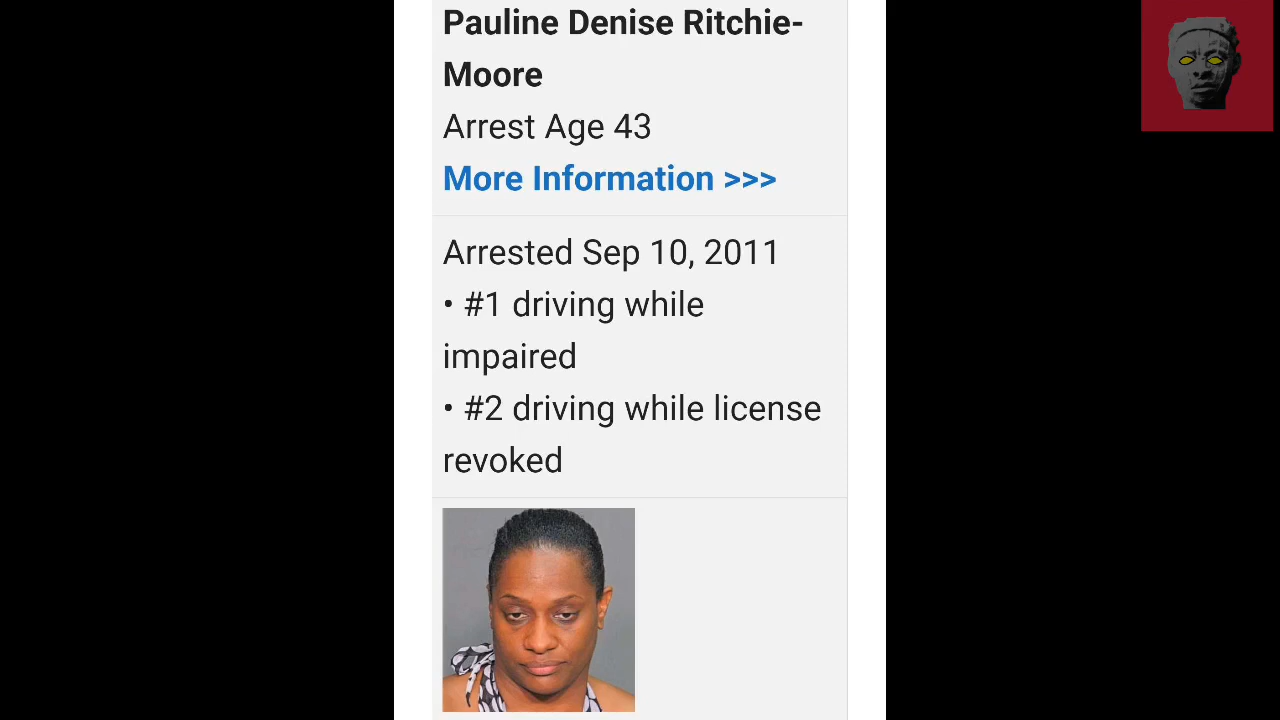 Pauline Denise Ritchie-
Moore
Arrest Age 43
More Information >>>
Arrested Sep 10, 2011
• #1 driving while
impaired
• #2 driving while license
revoked